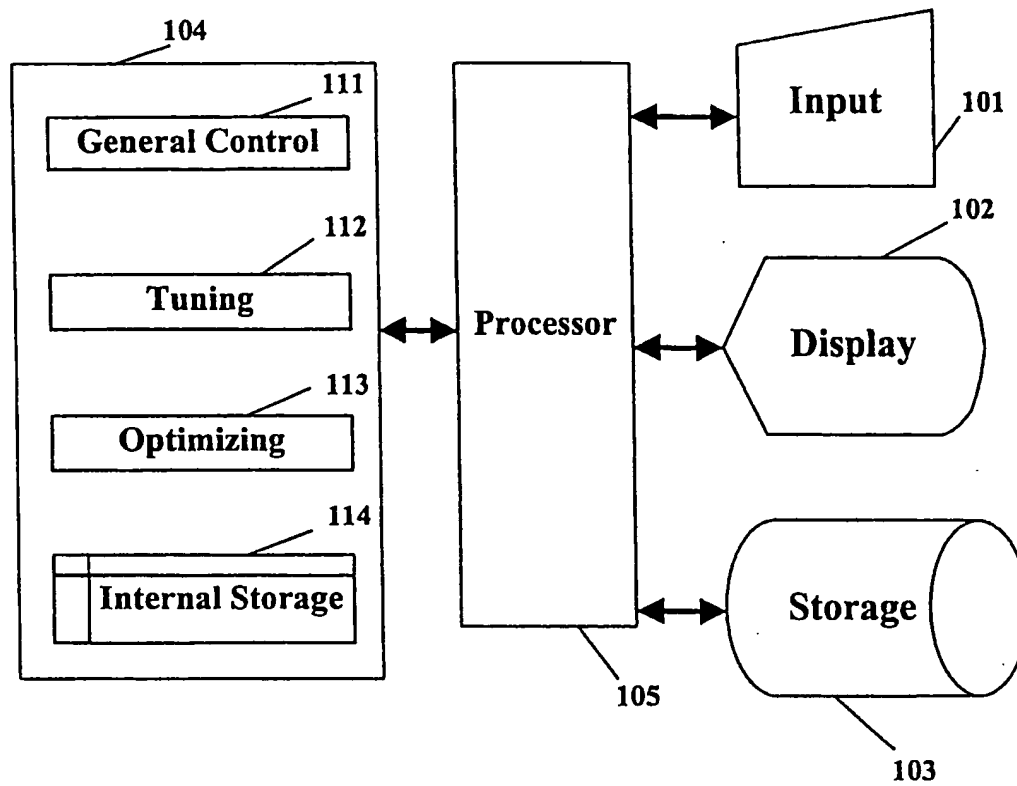 104
111
General Control
112
Tuning
113
Optimizing
114
Internal Storage
Processor
105
Input
101
102
Display
Storage
103